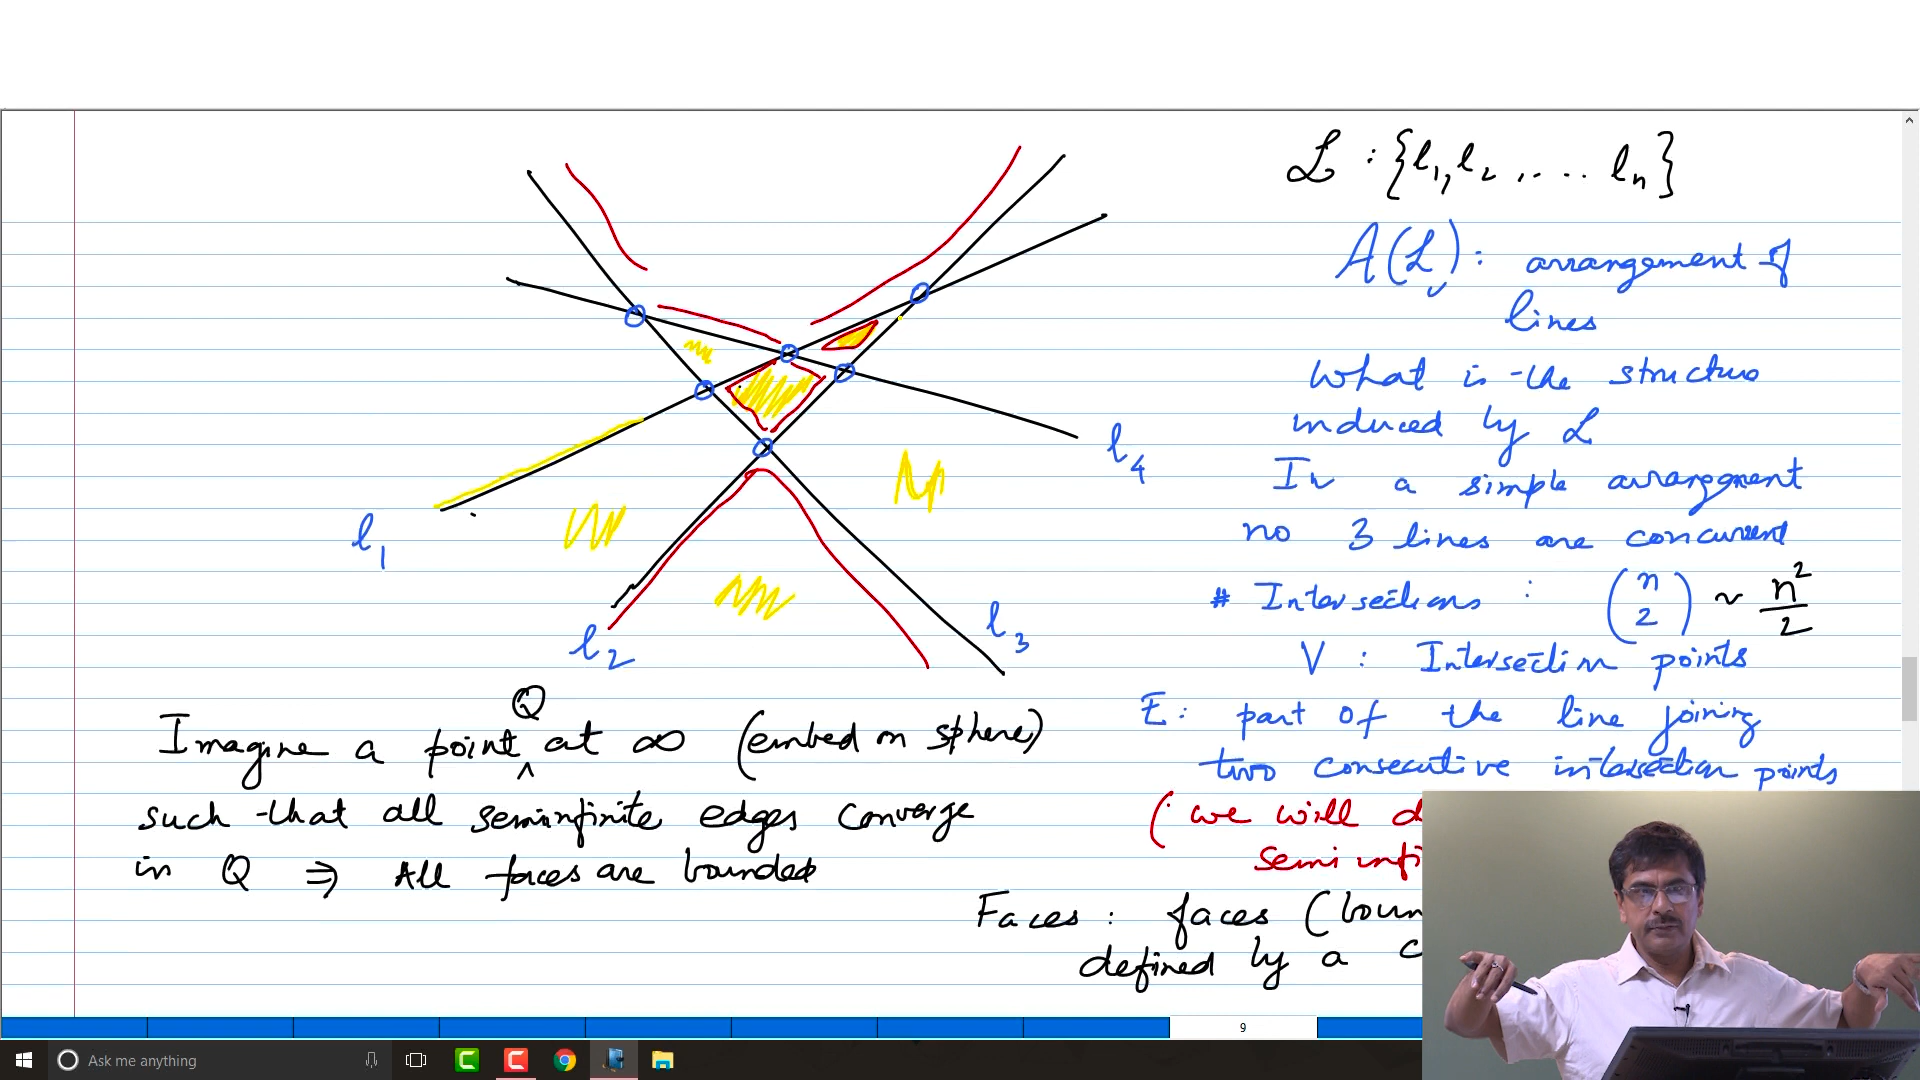 ℒ : {l₁, l₂ , .... lₙ}
A(ℒ) : arrangement of
lines
What is the structure
induced by ℒ
In a simple arrangement
no 3 lines are concurrent
# Intersections : (n 2) ~ n²/2
V : Intersection points
E : part of the line joining
two consecutive intersection points
(we will d
semi infi
Faces : faces (boun
defined by a c
l₁
l₂
l₃
l₄
Q
Imagine a point ^ at ∞ (embed on sphere)
such that all semiinfinite edges converge
in Q ⇒ All faces are bounded
9
Ask me anything